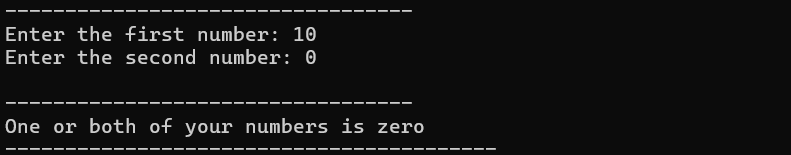 ----------------------------------
Enter the first number: 10
Enter the second number: 0
----------------------------------
One or both of your numbers is zero
-----------------------------------------